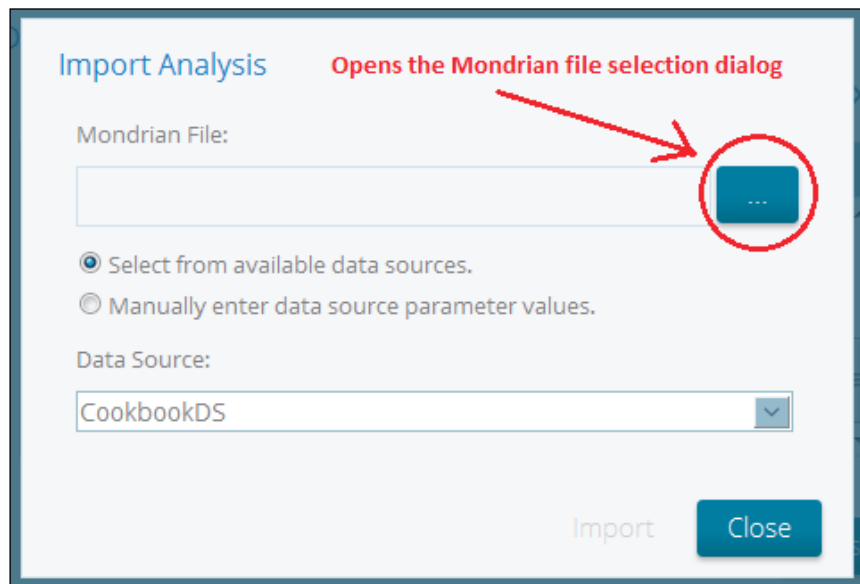 Import Analysis
Opens the Mondrian file selection dialog
Mondrian File:
...
Select from available data sources.
Manually enter data source parameter values.
Data Source:
CookbookDS
Import
Close